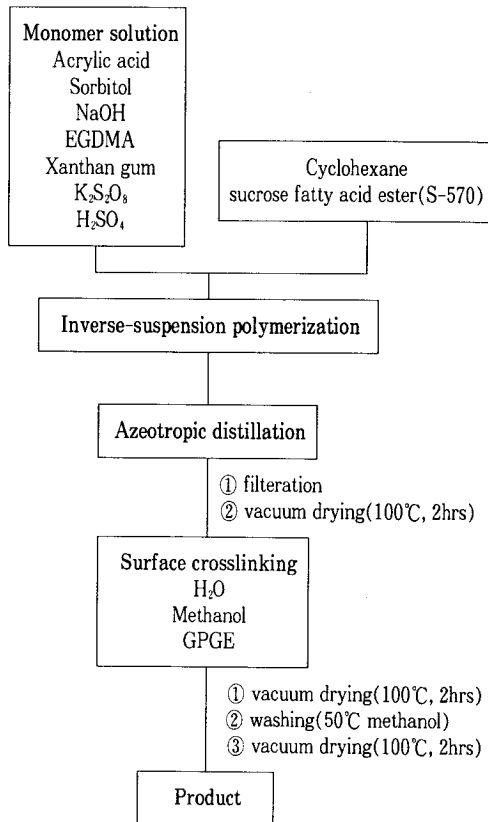 Monomer solution
Acrylic acid
Sorbitol
NaOH
EGDMA
Xanthan gum
K₂S₂O₈
H₂SO₄
Cyclohexane
sucrose fatty acid ester(S-570)
Inverse-suspension polymerization
Azeotropic distillation
① filteration
② vacuum drying(100℃, 2hrs)
Surface crosslinking
H₂O
Methanol
GPGE
① vacuum drying(100℃, 2hrs)
② washing(50℃ methanol)
③ vacuum drying(100℃, 2hrs)
Product